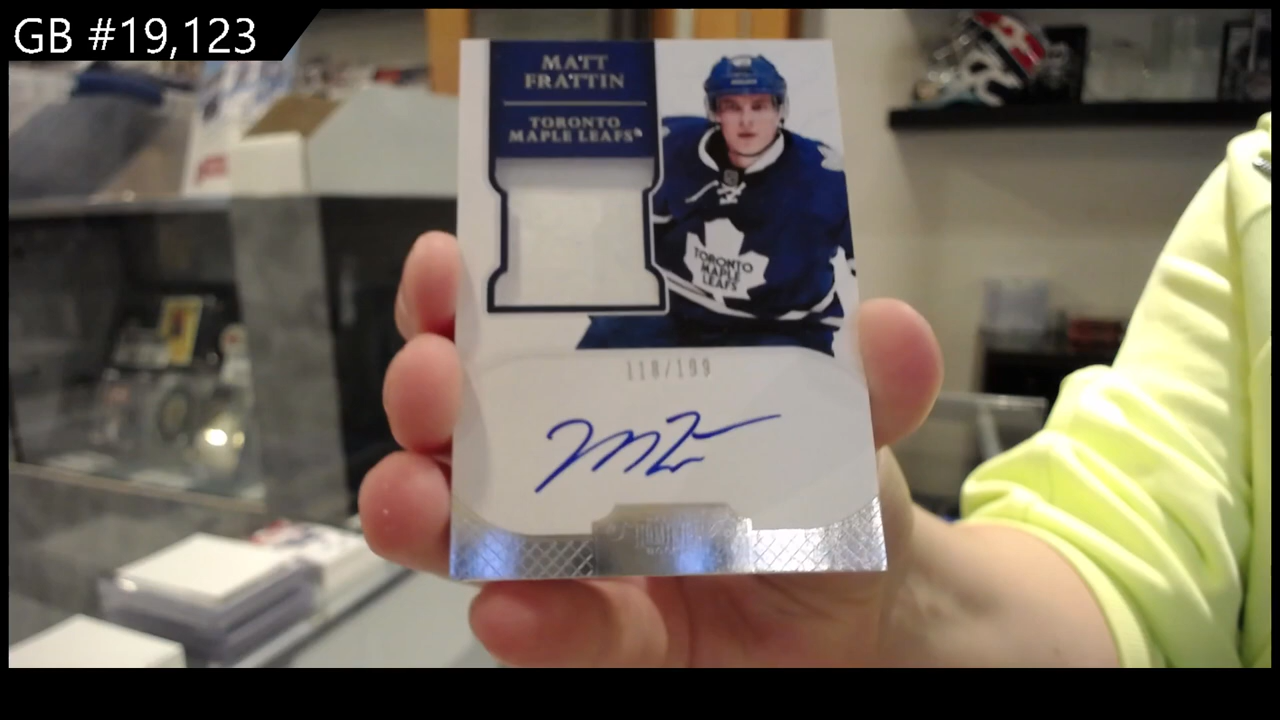 GB #19,123
MATT
FRATTIN
TORONTO
MAPLE LEAFS®
TORONTO
MAPLE
LEAFS
118/199